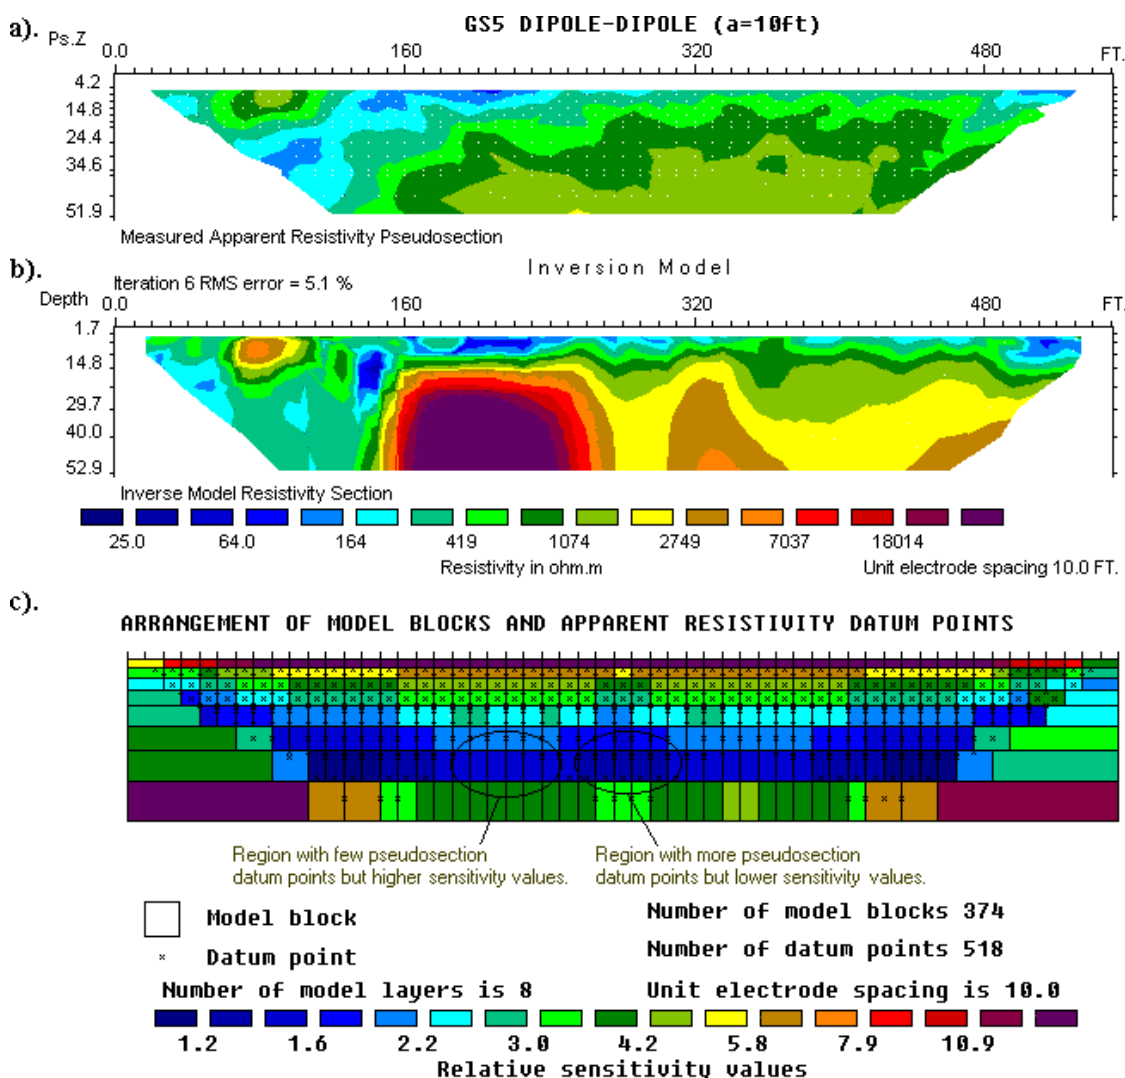 a).
GS5 DIPOLE-DIPOLE (a=10ft)
Ps.Z 0.0 160 320 480 FT.
4.2
14.8
24.4
34.6
51.9
Measured Apparent Resistivity Pseudosection
b).
Inversion Model
Iteration 6 RMS error = 5.1 %
Depth 0.0 160 320 480 FT.
1.7
14.8
29.7
40.0
52.9
Inverse Model Resistivity Section
25.0 64.0 164 419 1074 2749 7037 18014
Resistivity in ohm.m Unit electrode spacing 10.0 FT.
c).
ARRANGEMENT OF MODEL BLOCKS AND APPARENT RESISTIVITY DATUM POINTS
Region with few pseudosection
datum points but higher sensitivity values.
Region with more pseudosection
datum points but lower sensitivity values.
Model block
Number of model blocks 374
Datum point
Number of datum points 518
Number of model layers is 8
Unit electrode spacing is 10.0
1.2 1.6 2.2 3.0 4.2 5.8 7.9 10.9
Relative sensitivity values